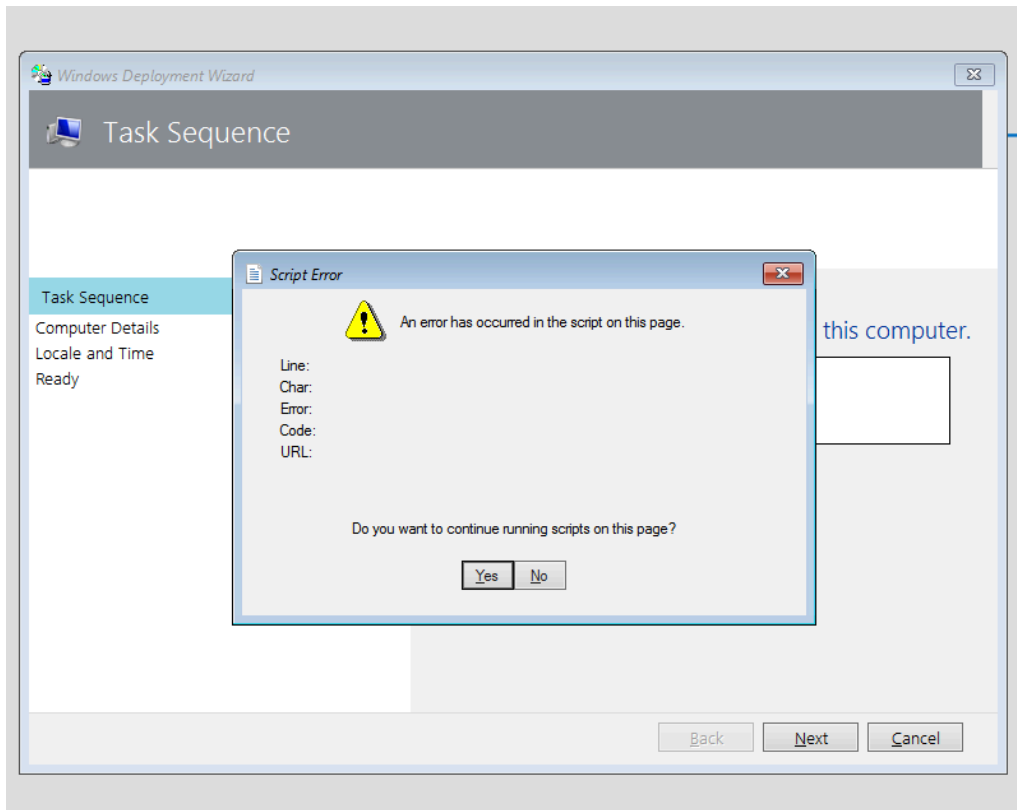 Windows Deployment Wizard
Task Sequence
Script Error
An error has occurred in the script on this page.
Task Sequence
Computer Details
Locale and Time
Ready
this computer.
Line:
Char:
Error:
Code:
URL:
Do you want to continue running scripts on this page?
Yes No
Back Next Cancel